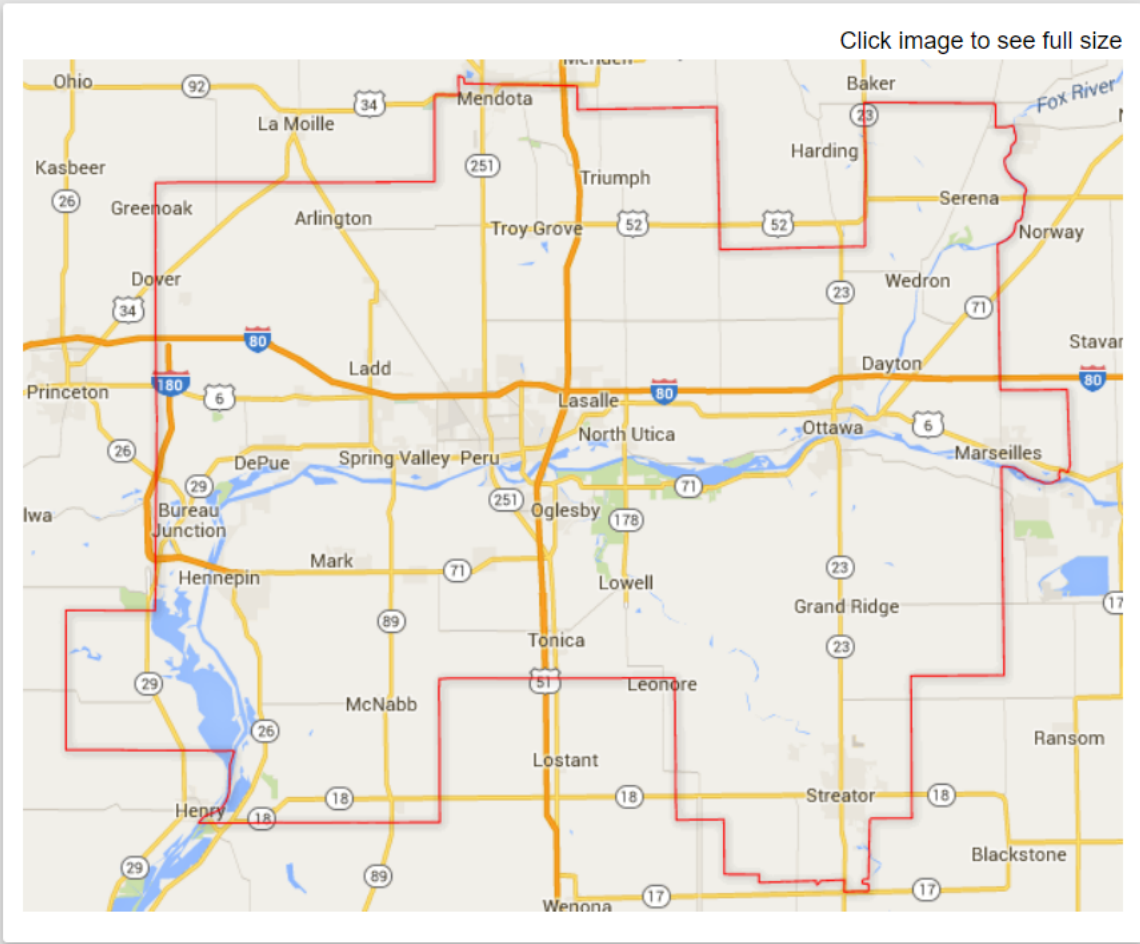 Click image to see full size
Meriden
Ohio
92
Baker
34
Mendota
Fox River
23
La Moille
Harding
Kasbeer
251
Triumph
26
Greenoak
Arlington
Serena
Troy Grove
52
52
Norway
Dover
Wedron
23
34
71
80
Stavar
Ladd
Dayton
180
80
80
Princeton
6
Lasalle
6
North Utica
Ottawa
26
Marseilles
DePue
Spring Valley
Peru
29
71
251
Oglesby
lwa
Bureau
Junction
178
Mark
71
23
Hennepin
Lowell
17
Grand Ridge
89
Tonica
23
29
51
Leonore
McNabb
26
Ransom
Lostant
18
18
Streator
18
Henry
18
Blackstone
29
89
17
17
Wenona